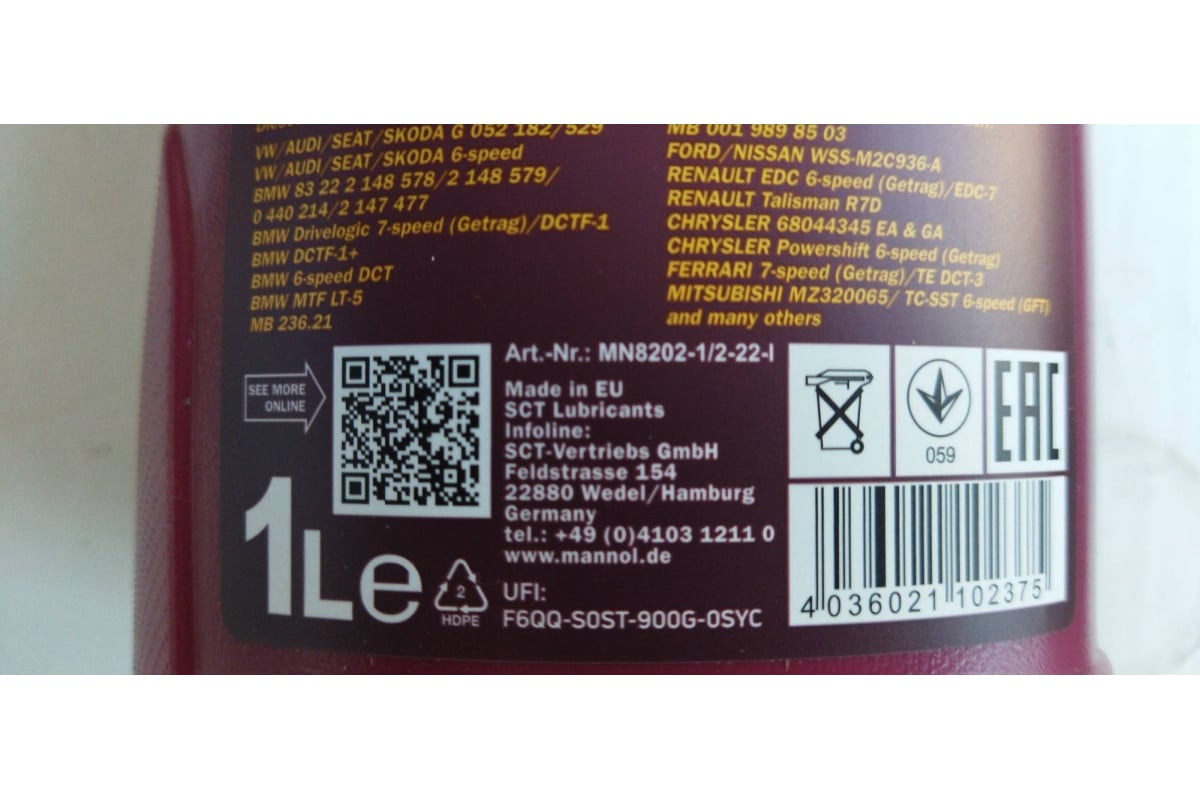 VW/AUDI/SEAT/SKODA G 052 182/529
VW/AUDI/SEAT/SKODA 6-speed
BMW 83 22 2 148 578/2 148 579/
0 440 214/2 147 477
BMW Drivelogic 7-speed (Getrag)/DCTF-1
BMW DCTF-1+
BMW 6-speed DCT
BMW MTF LT-5
MB 236.21
MB 001 989 85 03
FORD/NISSAN WSS-M2C936-A
RENAULT EDC 6-speed (Getrag)/EDC-7
RENAULT Talisman R7D
CHRYSLER 68044345 EA & GA
CHRYSLER Powershift 6-speed (Getrag)
FERRARI 7-speed (Getrag)/TE DCT-3
MITSUBISHI MZ320065/ TC-SST 6-speed (GFT)
and many others
SEE MORE
ONLINE
Art.-Nr.: MN8202-1/2-22-I
Made in EU
SCT Lubricants
Infoline:
SCT-Vertriebs GmbH
Feldstrasse 154
22880 Wedel/Hamburg
Germany
tel.: +49 (0)4103 1211 0
www.mannol.de
UFI:
F6QQ-S0ST-900G-0SYC
1Le
2
HDPE
059
EAC
4 036021 102375